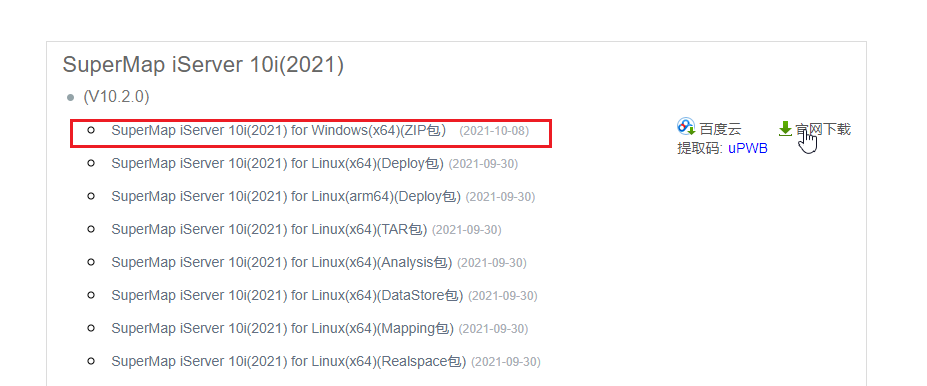 SuperMap iServer 10i(2021)
(V10.2.0)
SuperMap iServer 10i(2021) for Windows(x64)(ZIP包) (2021-10-08) 百度云 官网下载
提取码: uPWB
SuperMap iServer 10i(2021) for Linux(x64)(Deploy包) (2021-09-30)
SuperMap iServer 10i(2021) for Linux(arm64)(Deploy包) (2021-09-30)
SuperMap iServer 10i(2021) for Linux(x64)(TAR包) (2021-09-30)
SuperMap iServer 10i(2021) for Linux(x64)(Analysis包) (2021-09-30)
SuperMap iServer 10i(2021) for Linux(x64)(DataStore包) (2021-09-30)
SuperMap iServer 10i(2021) for Linux(x64)(Mapping包) (2021-09-30)
SuperMap iServer 10i(2021) for Linux(x64)(Realspace包) (2021-09-30)